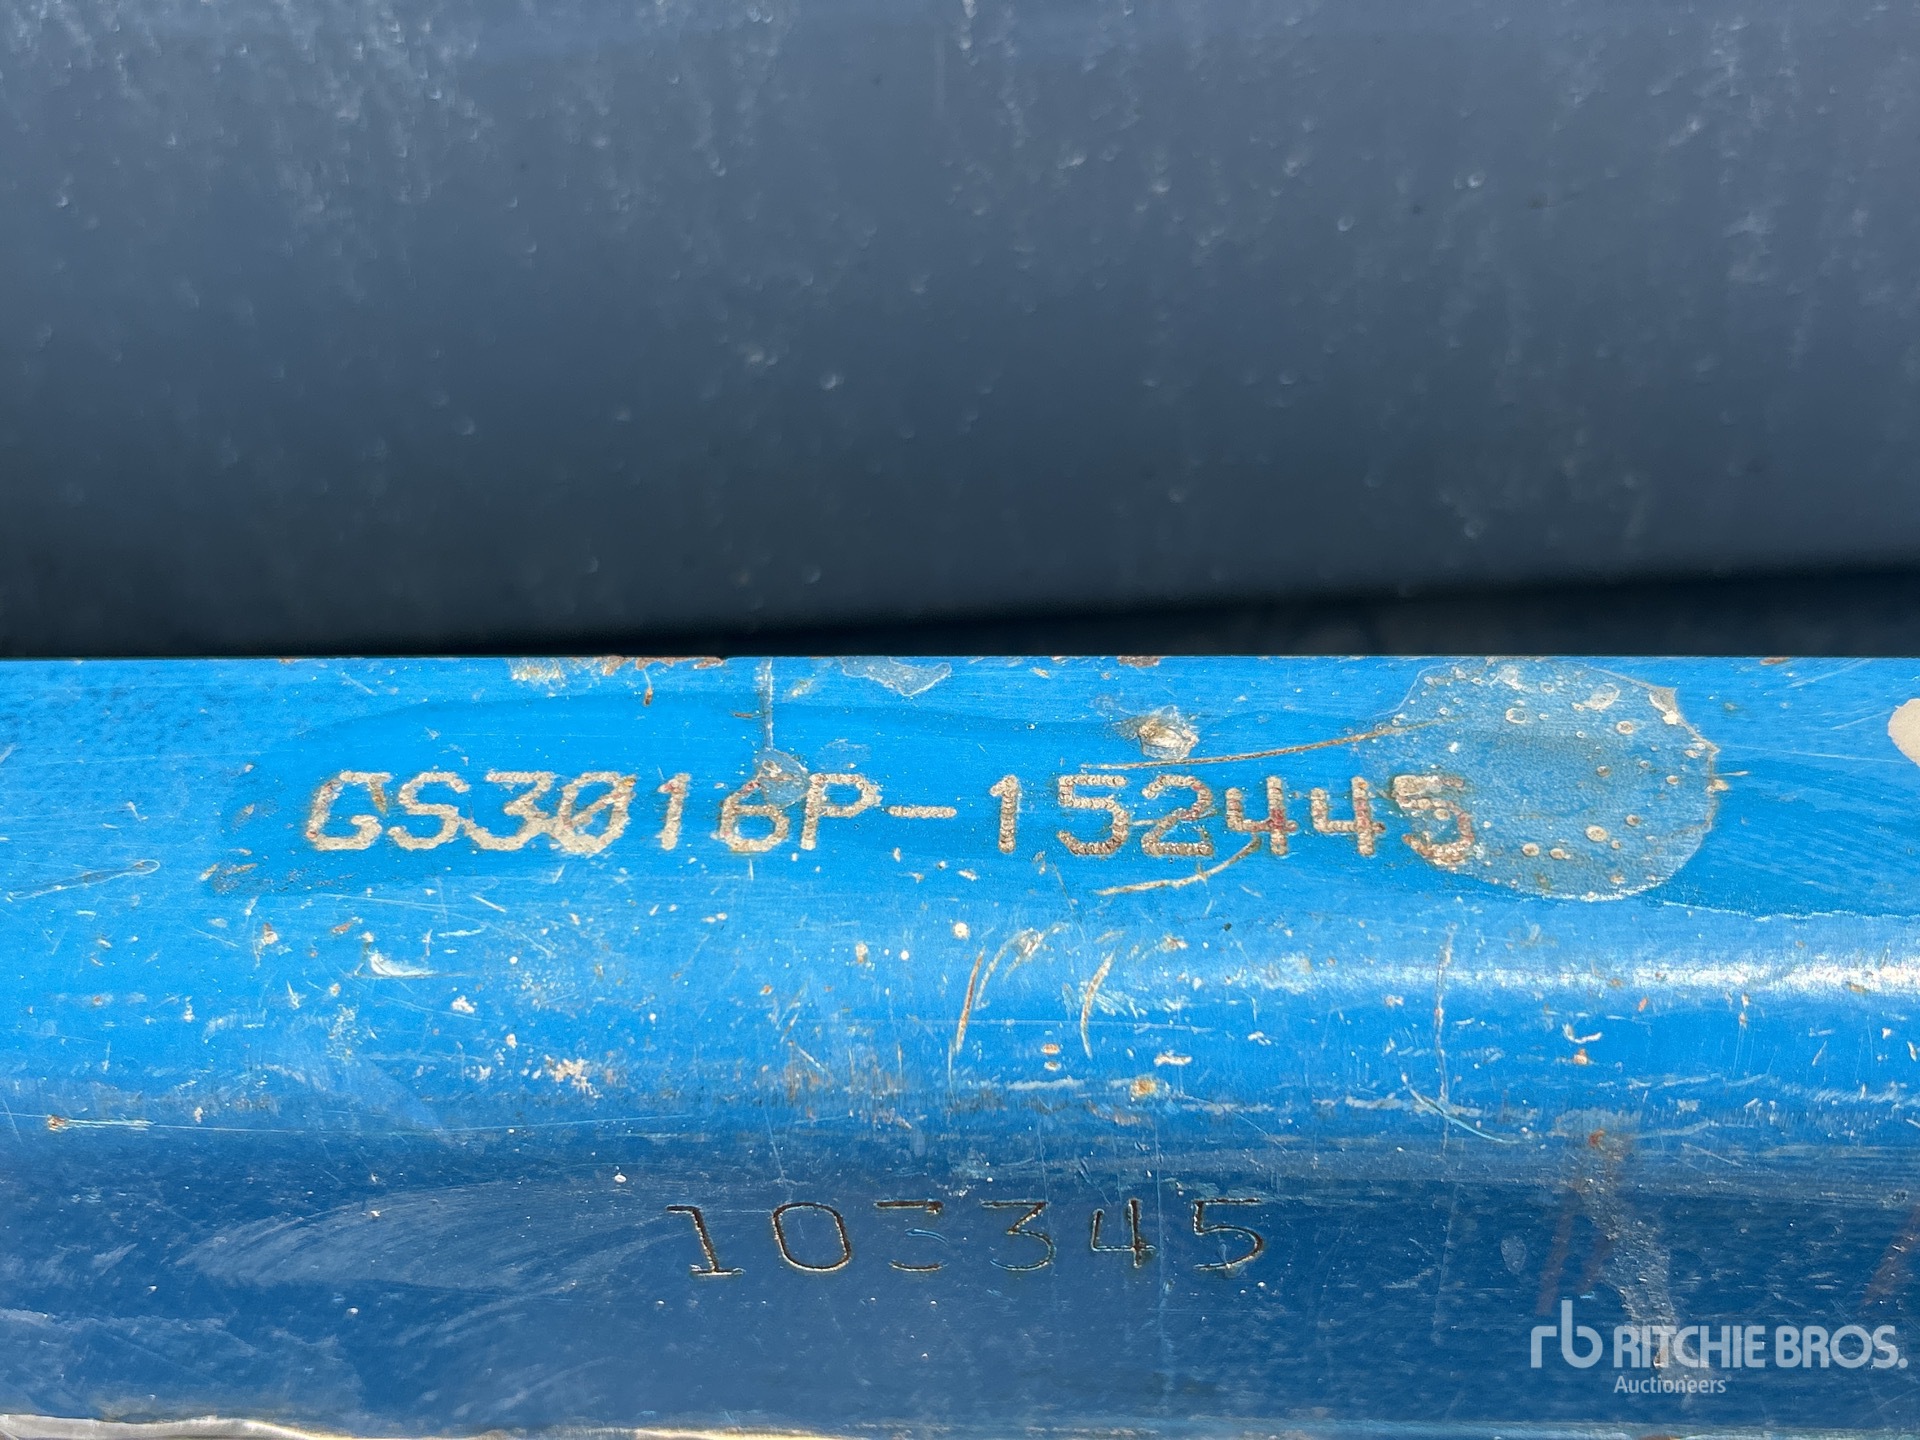 GS3016P-152445
103345
rb RITCHIE BROS.
Auctioneers